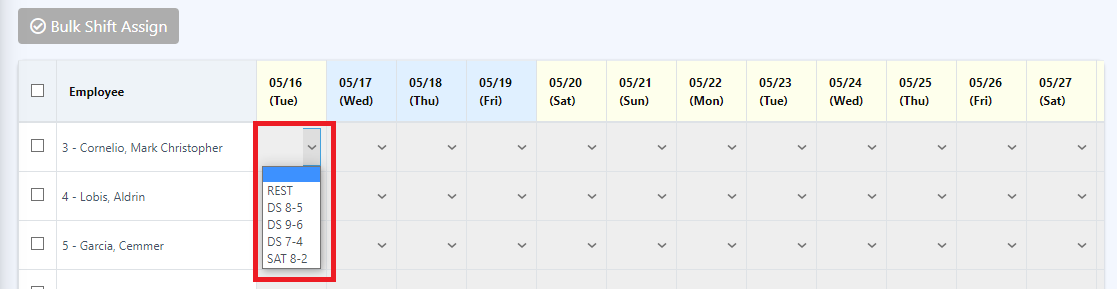 Bulk Shift Assign
Employee
05/16 (Tue)
05/17 (Wed)
05/18 (Thu)
05/19 (Fri)
05/20 (Sat)
05/21 (Sun)
05/22 (Mon)
05/23 (Tue)
05/24 (Wed)
05/25 (Thu)
05/26 (Fri)
05/27 (Sat)
3 - Cornelio, Mark Christopher
REST
DS 8-5
DS 9-6
DS 7-4
SAT 8-2
4 - Lobis, Aldrin
5 - Garcia, Cemmer